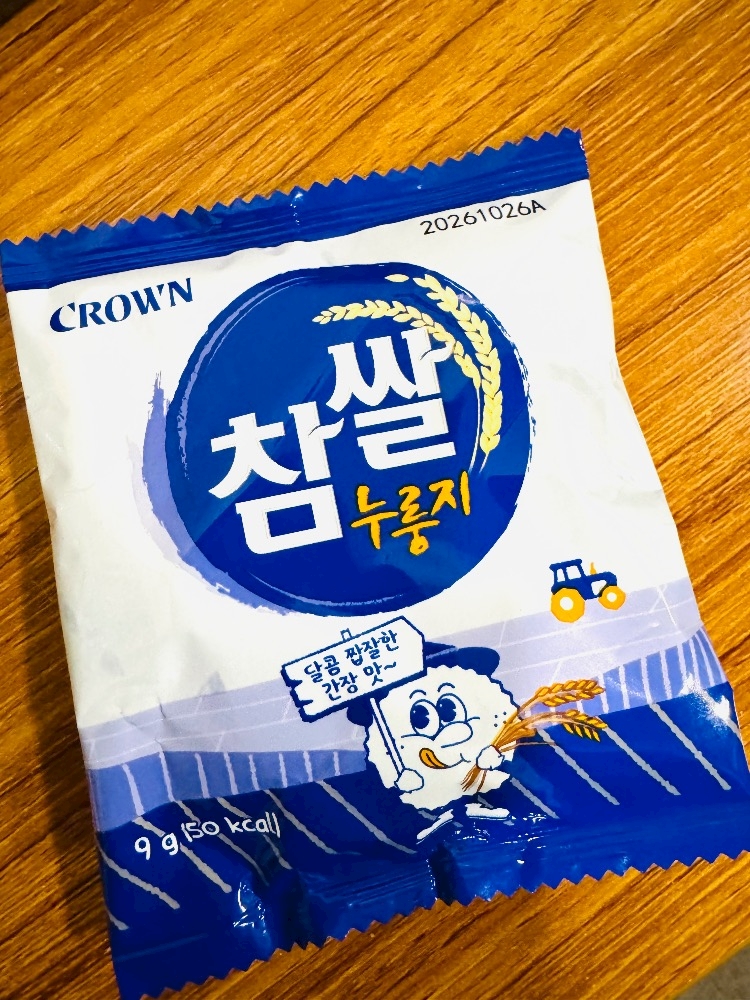 20261026A
CROWN
참쌀
누룽지
달콤 짭잘한
간장 맛~
9 g (50 kcal)